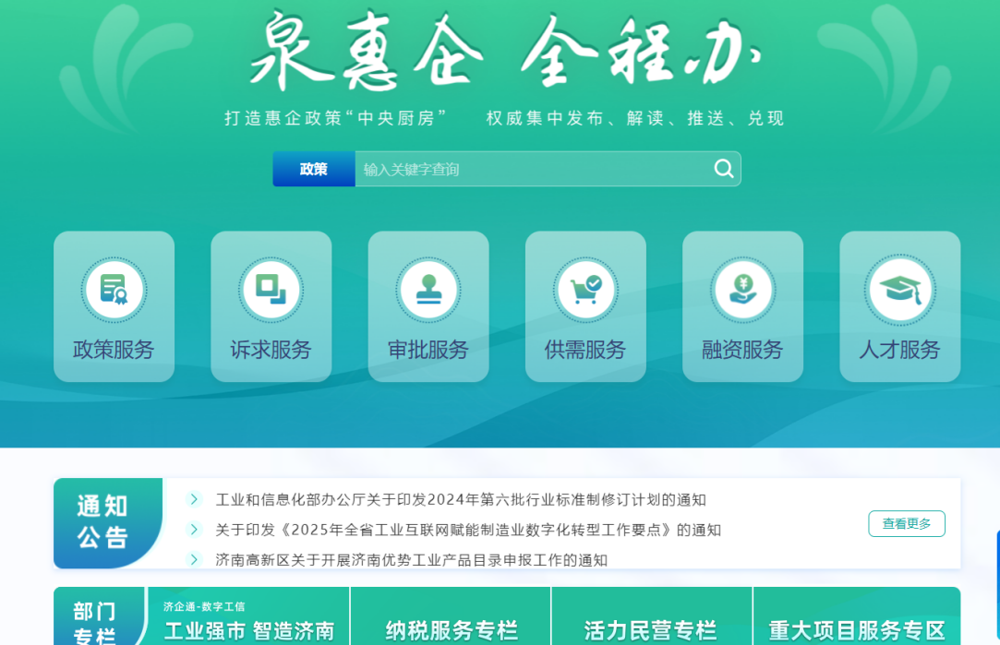 泉惠企 全程办
打造惠企政策“中央厨房” 权威集中发布、解读、推送、兑现
政策 输入关键字查询
政策服务 诉求服务 审批服务 供需服务 融资服务 人才服务
通知
公告
工业和信息化部办公厅关于印发2024年第六批行业标准制修订计划的通知
关于印发《2025年全省工业互联网赋能制造业数字化转型工作要点》的通知
济南高新区关于开展济南优势工业产品目录申报工作的通知
查看更多
部门
专栏
济企通-数字工信
工业强市 智造济南
纳税服务专栏
活力民营专栏
重大项目服务专区